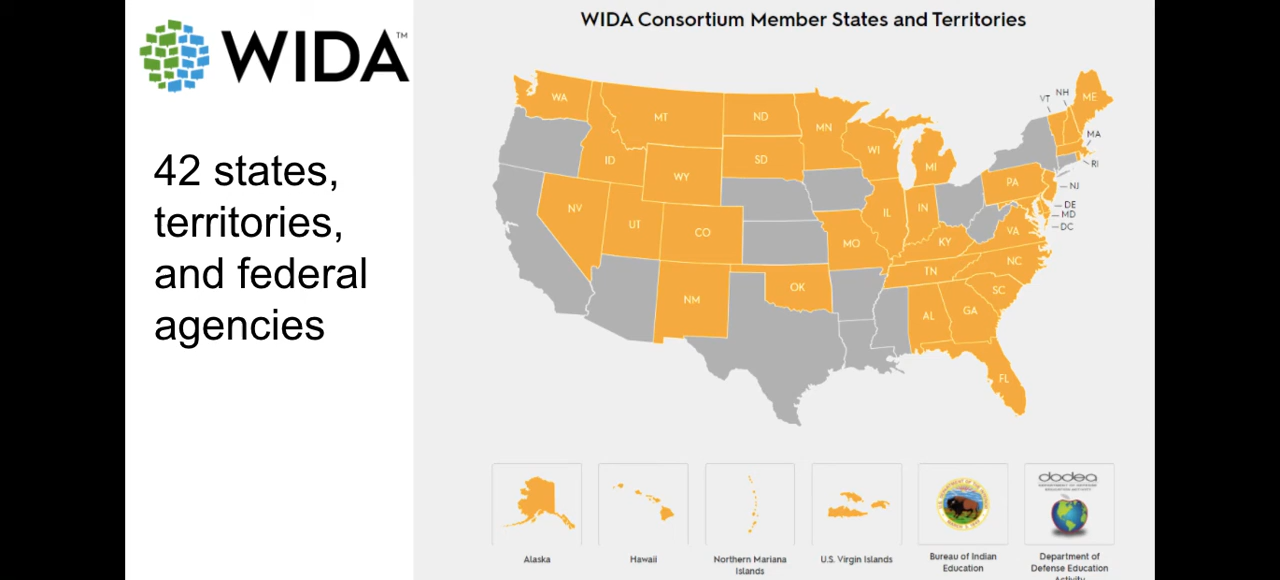 WIDA™
42 states,
territories,
and federal
agencies
WIDA Consortium Member States and Territories
WA
MT
ND
MN
ID
WY
SD
WI
MI
VT
NH
ME
MA
RI
NV
UT
CO
IL
IN
PA
NJ
DE
MD
DC
MO
KY
VA
NM
OK
TN
NC
SC
AL
GA
FL
dodea
Alaska
Hawaii
Northern Mariana
Islands
U.S. Virgin Islands
Bureau of Indian
Education
Department of
Defense Education
Activity